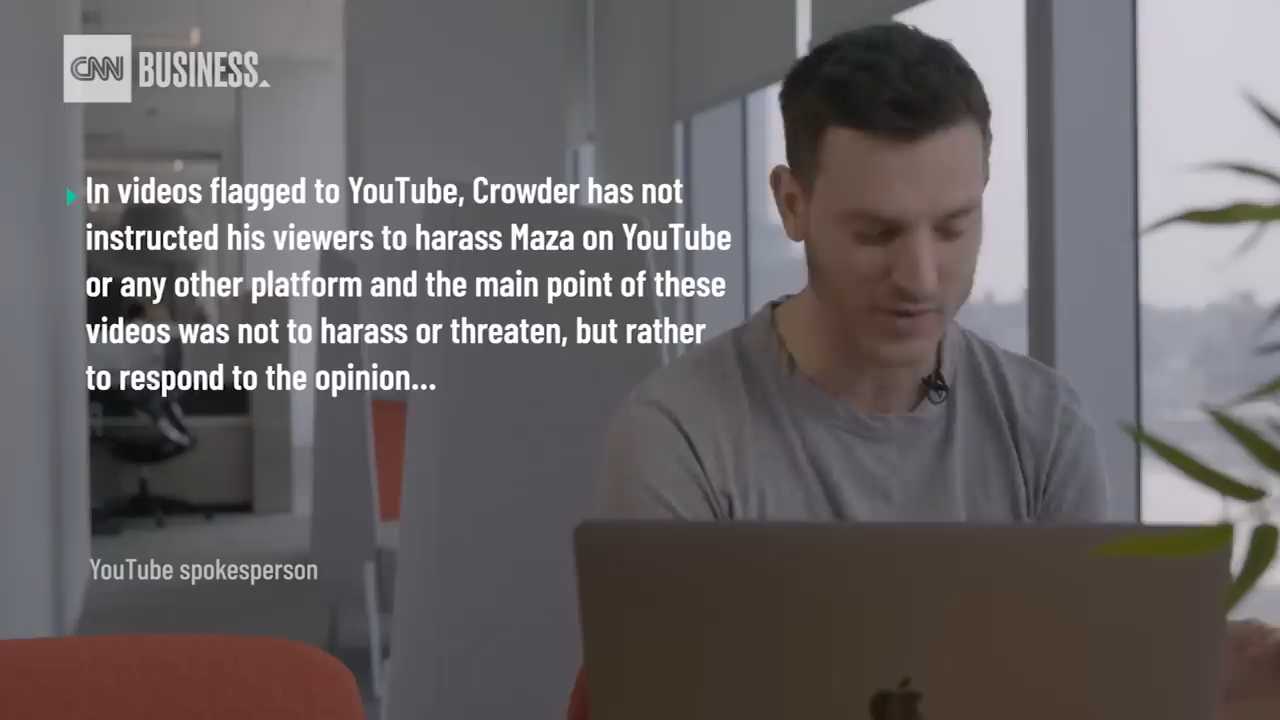 CNN BUSINESS
In videos flagged to YouTube, Crowder has not
instructed his viewers to harass Maza on YouTube
or any other platform and the main point of these
videos was not to harass or threaten, but rather
to respond to the opinion...
YouTube spokesperson